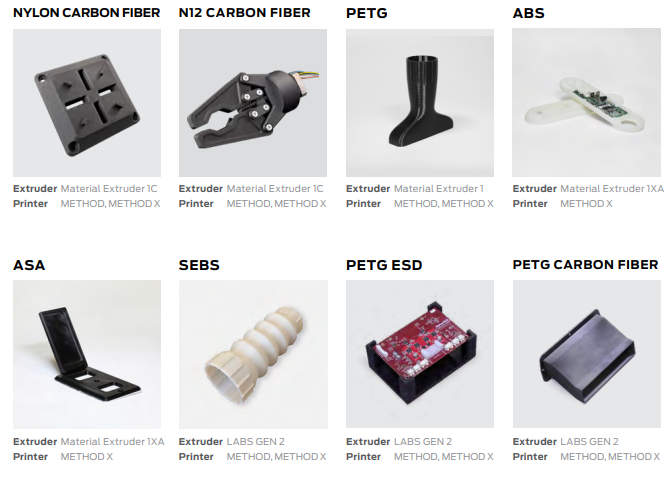 NYLON CARBON FIBER
N12 CARBON FIBER
PETG
ABS
Extruder Material Extruder 1C
Printer METHOD, METHOD X
Extruder Material Extruder 1C
Printer METHOD, METHOD X
Extruder Material Extruder 1
Printer METHOD, METHOD X
Extruder Material Extruder 1XA
Printer METHOD X
ASA
SEBS
PETG ESD
PETG CARBON FIBER
Extruder Material Extruder 1XA
Printer METHOD X
Extruder LABS GEN 2
Printer METHOD, METHOD X
Extruder LABS GEN 2
Printer METHOD, METHOD X
Extruder LABS GEN 2
Printer METHOD, METHOD X